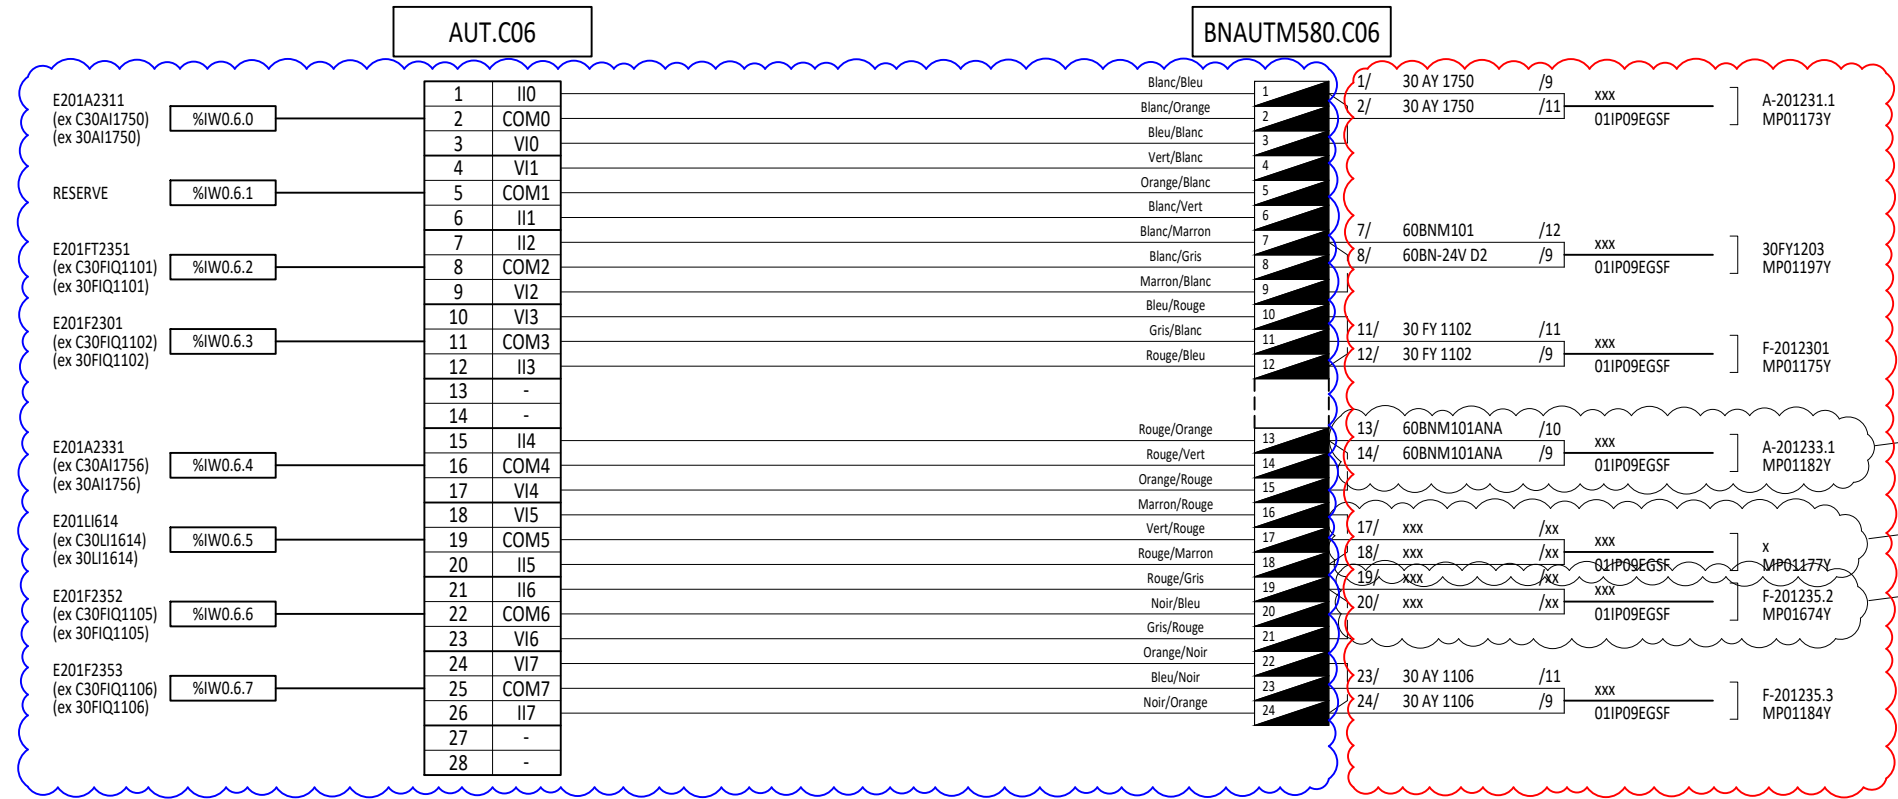 AUT.C06
BNAUTM580.C06
E201A2311
(ex C30AI1750)
(ex 30AI1750)
%IW0.6.0
RESERVE
%IW0.6.1
E201FT2351
(ex C30FIQ1101)
(ex 30FIQ1101)
%IW0.6.2
E201F2301
(ex C30FIQ1102)
(ex 30FIQ1102)
%IW0.6.3
E201A2331
(ex C30AI1756)
(ex 30AI1756)
%IW0.6.4
E201LI614
(ex C30LI1614)
(ex 30LI1614)
%IW0.6.5
E201F2352
(ex C30FIQ1105)
(ex 30FIQ1105)
%IW0.6.6
E201F2353
(ex C30FIQ1106)
(ex 30FIQ1106)
%IW0.6.7
1 II0
2 COM0
3 VI0
4 VI1
5 COM1
6 II1
7 II2
8 COM2
9 VI2
10 VI3
11 COM3
12 II3
13 -
14 -
15 II4
16 COM4
17 VI4
18 VI5
19 COM5
20 II5
21 II6
22 COM6
23 VI6
24 VI7
25 COM7
26 II7
27 -
28 -
Blanc/Bleu 1
Blanc/Orange 2
Bleu/Blanc 3
Vert/Blanc 4
Orange/Blanc 5
Blanc/Vert 6
Blanc/Marron 7
Blanc/Gris 8
Marron/Blanc 9
Bleu/Rouge 10
Gris/Blanc 11
Rouge/Bleu 12
Rouge/Orange 13
Rouge/Vert 14
Orange/Rouge 15
Marron/Rouge 16
Vert/Rouge 17
Rouge/Marron 18
Rouge/Gris 19
Noir/Bleu 20
Gris/Rouge 21
Orange/Noir 22
Bleu/Noir 23
Noir/Orange 24
1/ 30 AY 1750 /9
2/ 30 AY 1750 /11
xxx
01IP09EGSF
A-201231.1
MP01173Y
7/ 60BNM101 /12
8/ 60BN-24V D2 /9
xxx
01IP09EGSF
30FY1203
MP01197Y
11/ 30 FY 1102 /11
12/ 30 FY 1102 /9
xxx
01IP09EGSF
F-2012301
MP01175Y
13/ 60BNM101ANA /10
14/ 60BNM101ANA /9
xxx
01IP09EGSF
A-201233.1
MP01182Y
17/ xxx /xx
18/ xxx /xx
xxx
01IP09EGSF
x
MP01177Y
19/ xxx /xx
20/ xxx /xx
xxx
01IP09EGSF
F-201235.2
MP01674Y
23/ 30 AY 1106 /11
24/ 30 AY 1106 /9
xxx
01IP09EGSF
F-201235.3
MP01184Y